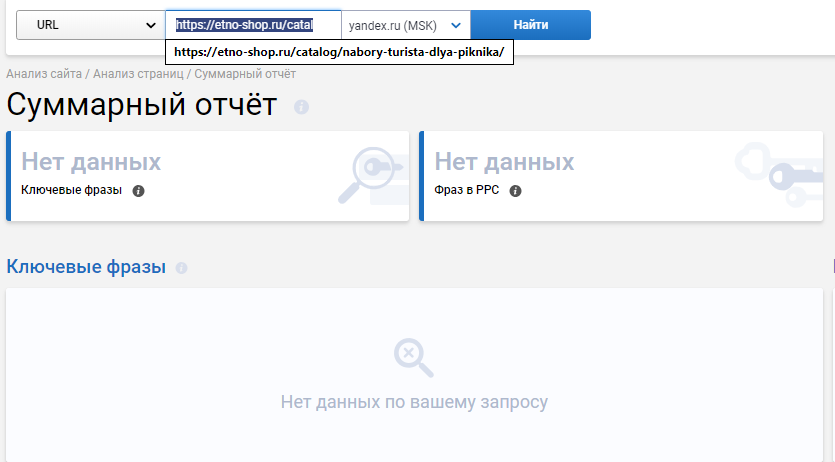 URL https://etno-shop.ru/catal yandex.ru (MSK) Найти
https://etno-shop.ru/catalog/nabory-turista-dlya-piknika/
Анализ сайта / Анализ страниц / Суммарный отчёт
Суммарный отчёт i
Нет данных
Ключевые фразы i
Нет данных
Фраз в PPC i
Ключевые фразы i
Нет данных по вашему запросу